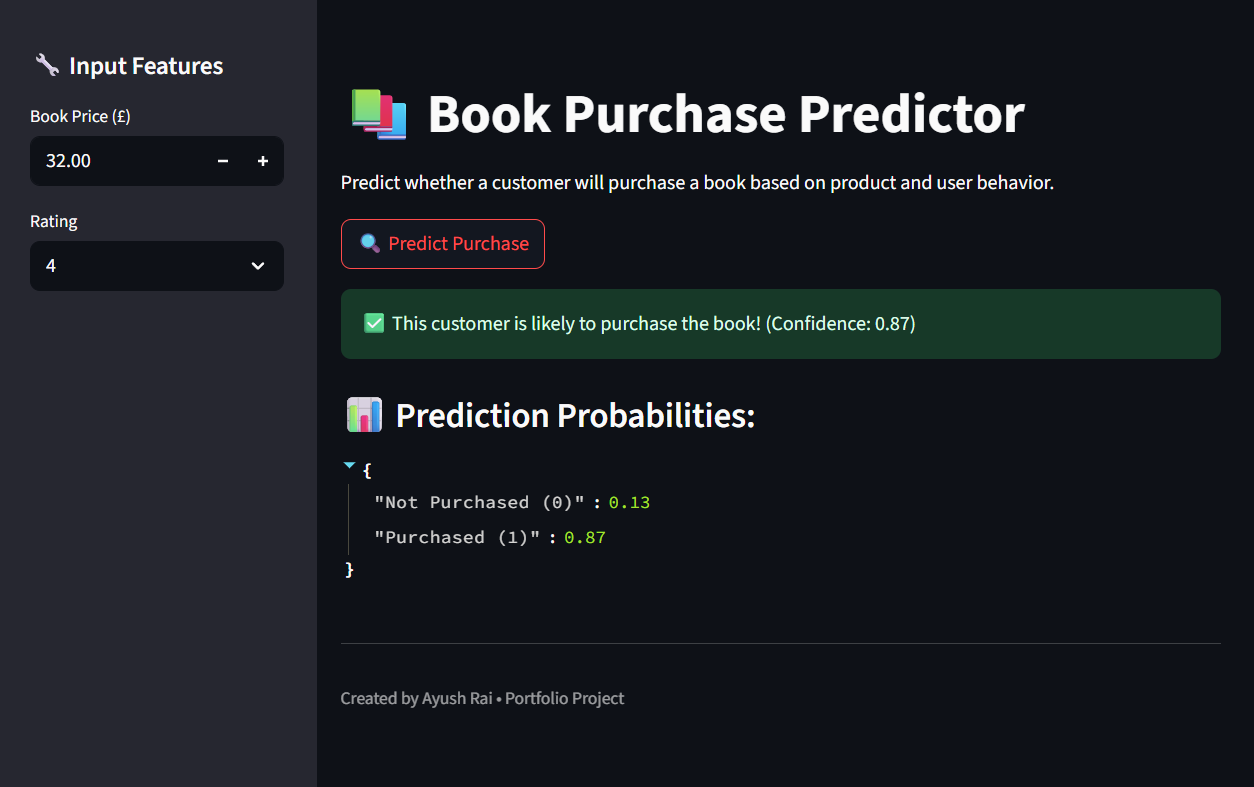 Input Features
Book Price (£)
32.00
Rating
4
Book Purchase Predictor
Predict whether a customer will purchase a book based on product and user behavior.
Predict Purchase
This customer is likely to purchase the book! (Confidence: 0.87)
Prediction Probabilities:
{
"Not Purchased (0)" : 0.13
"Purchased (1)" : 0.87
}
Created by Ayush Rai • Portfolio Project